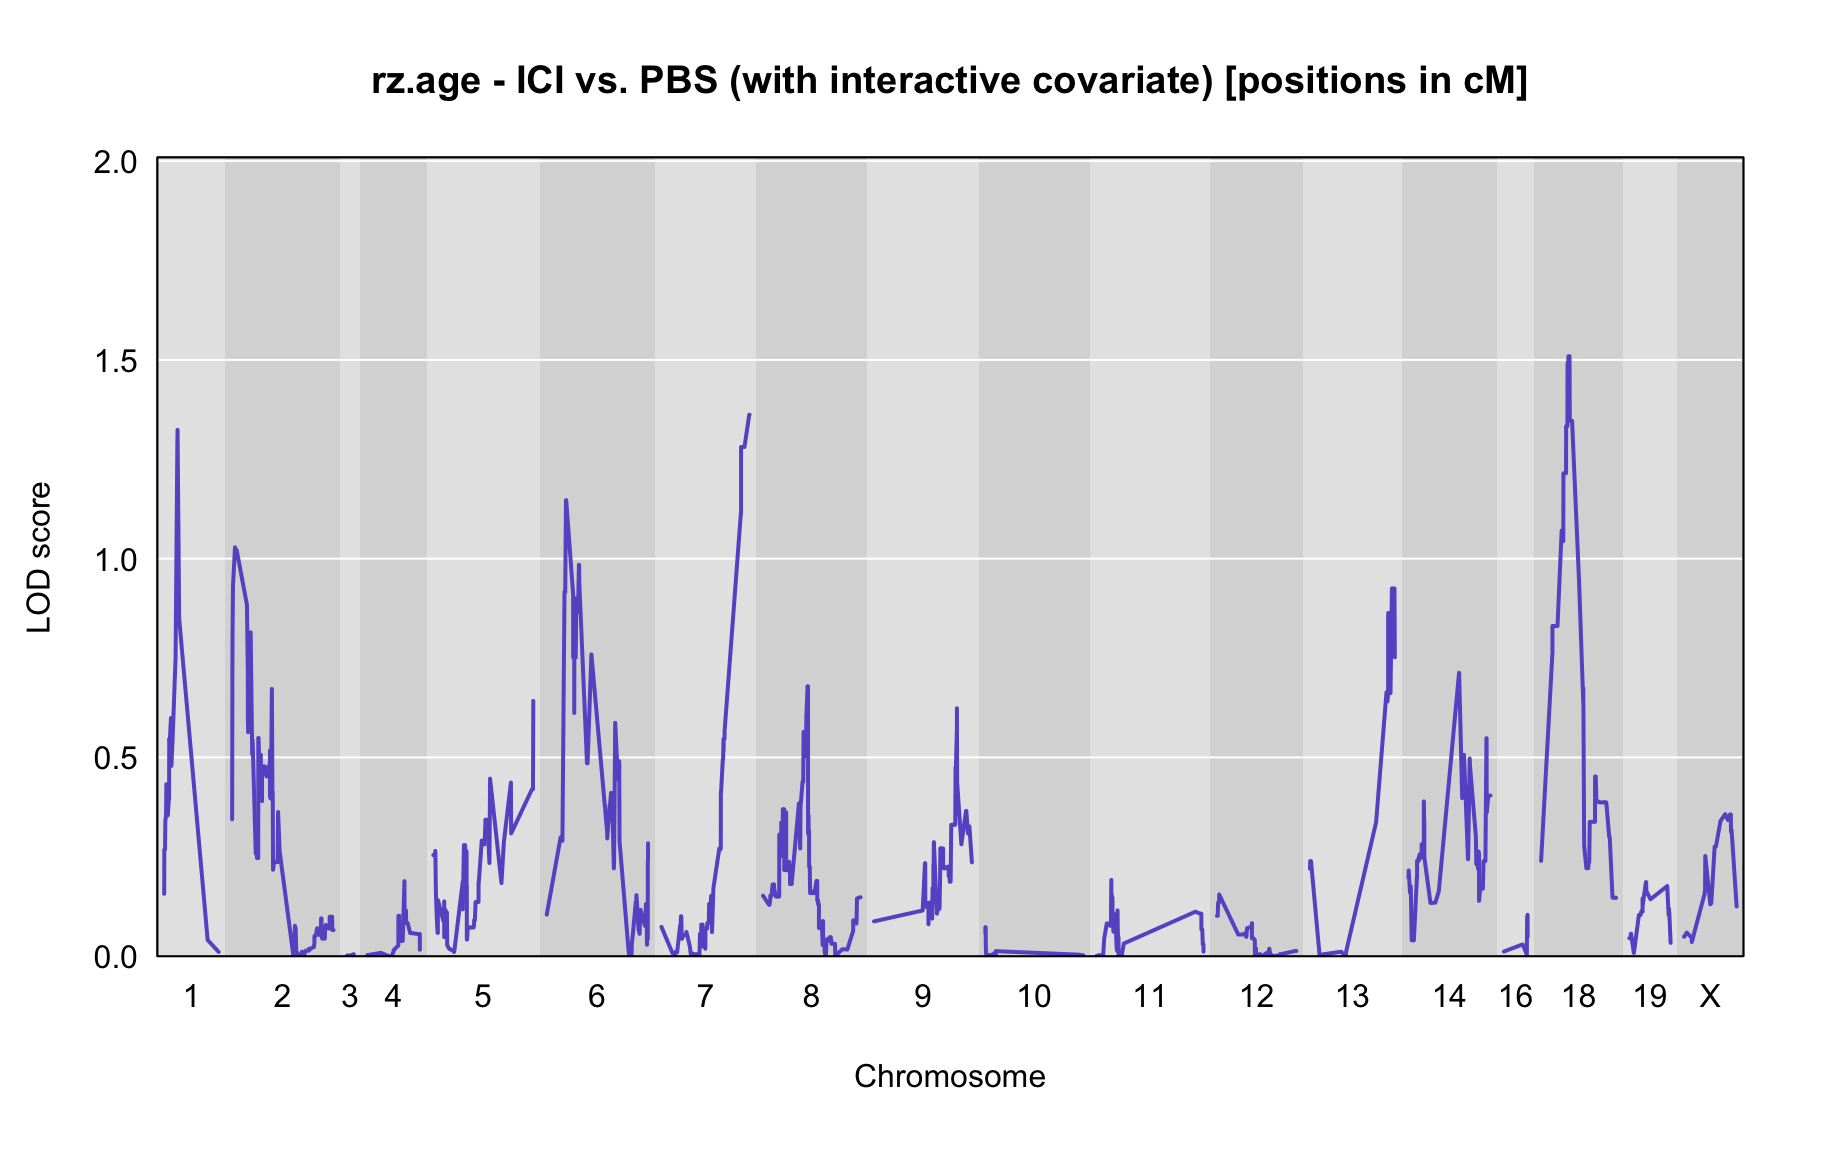 rz.age - ICI vs. PBS (with interactive covariate) [positions in cM]
2.0
1.5
1.0
0.5
0.0
LOD score
1 2 3 4 5 6 7 8 9 10 11 12 13 14 16 18 19 X
Chromosome